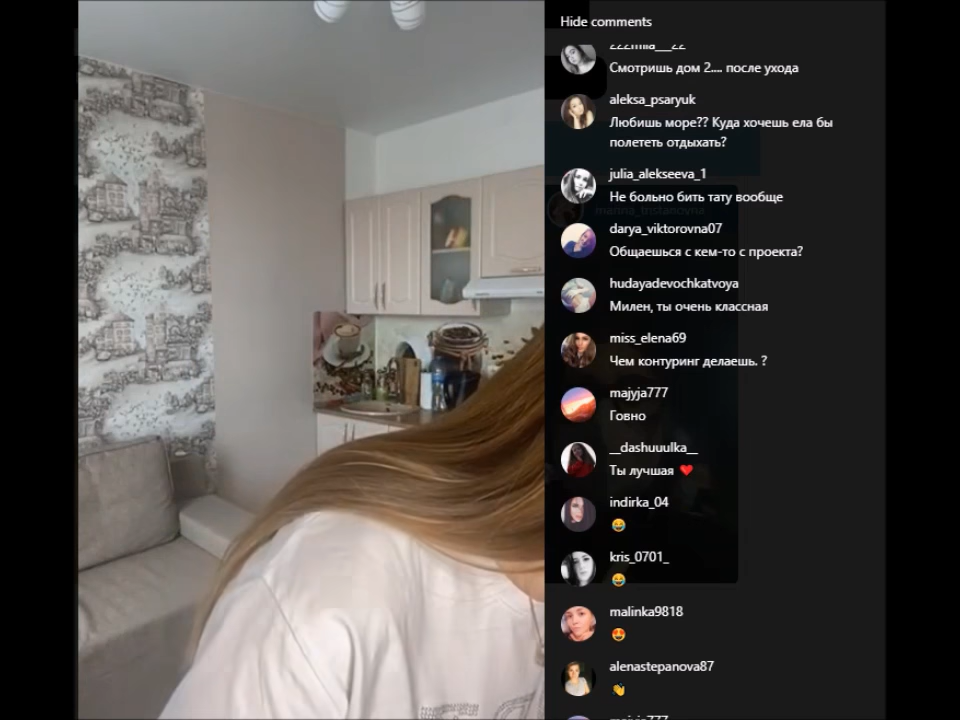 Hide comments
zzzmila___zz
Смотришь дом 2.... после ухода
aleksa_psaryuk
Любишь море?? Куда хочешь ела бы
полететь отдыхать?
julia_alekseeva_1
Не больно бить тату вообще
darya_viktorovna07
Общаешься с кем-то с проекта?
hudayadevochkatvoya
Милен, ты очень классная
miss_elena69
Чем контуринг делаешь. ?
majyja777
Говно
__dashuuulka__
Ты лучшая ❤️
indirka_04
😂
kris_0701_
😂
malinka9818
😍
alenastepanova87
👏
majyja777